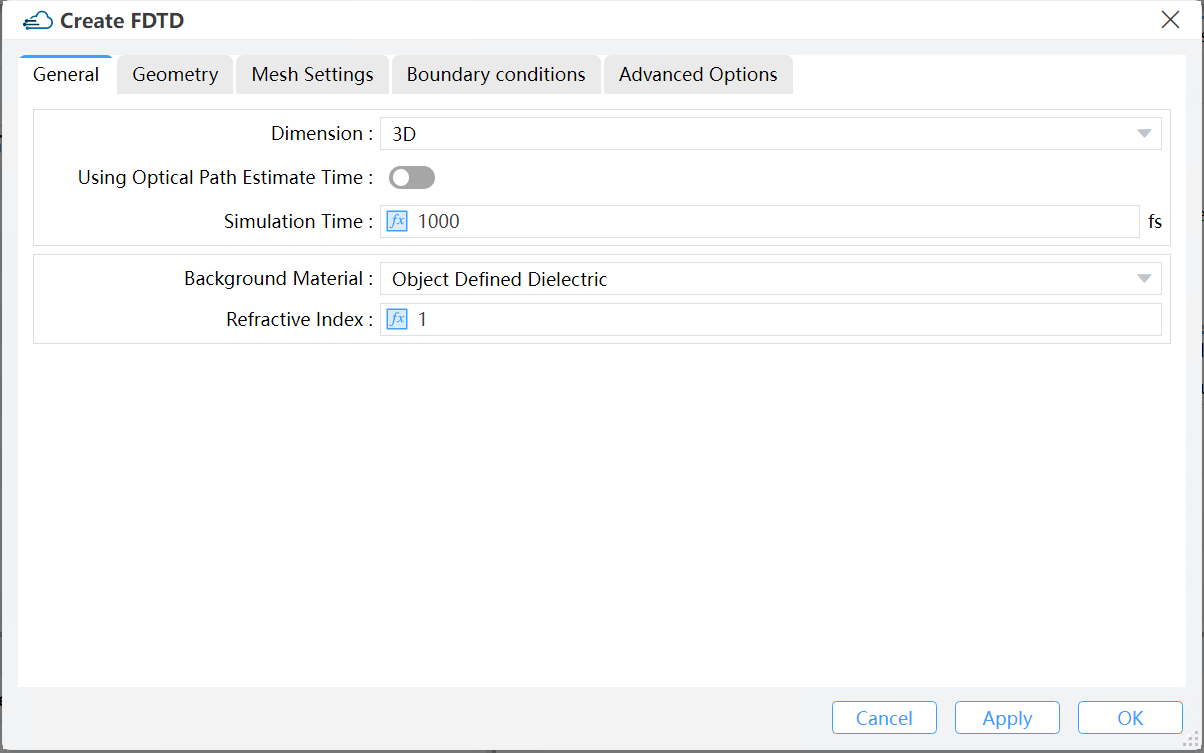 Create FDTD
General Geometry Mesh Settings Boundary conditions Advanced Options
Dimension : 3D
Using Optical Path Estimate Time :
Simulation Time : fx 1000 fs
Background Material : Object Defined Dielectric
Refractive Index : fx 1
Cancel Apply OK